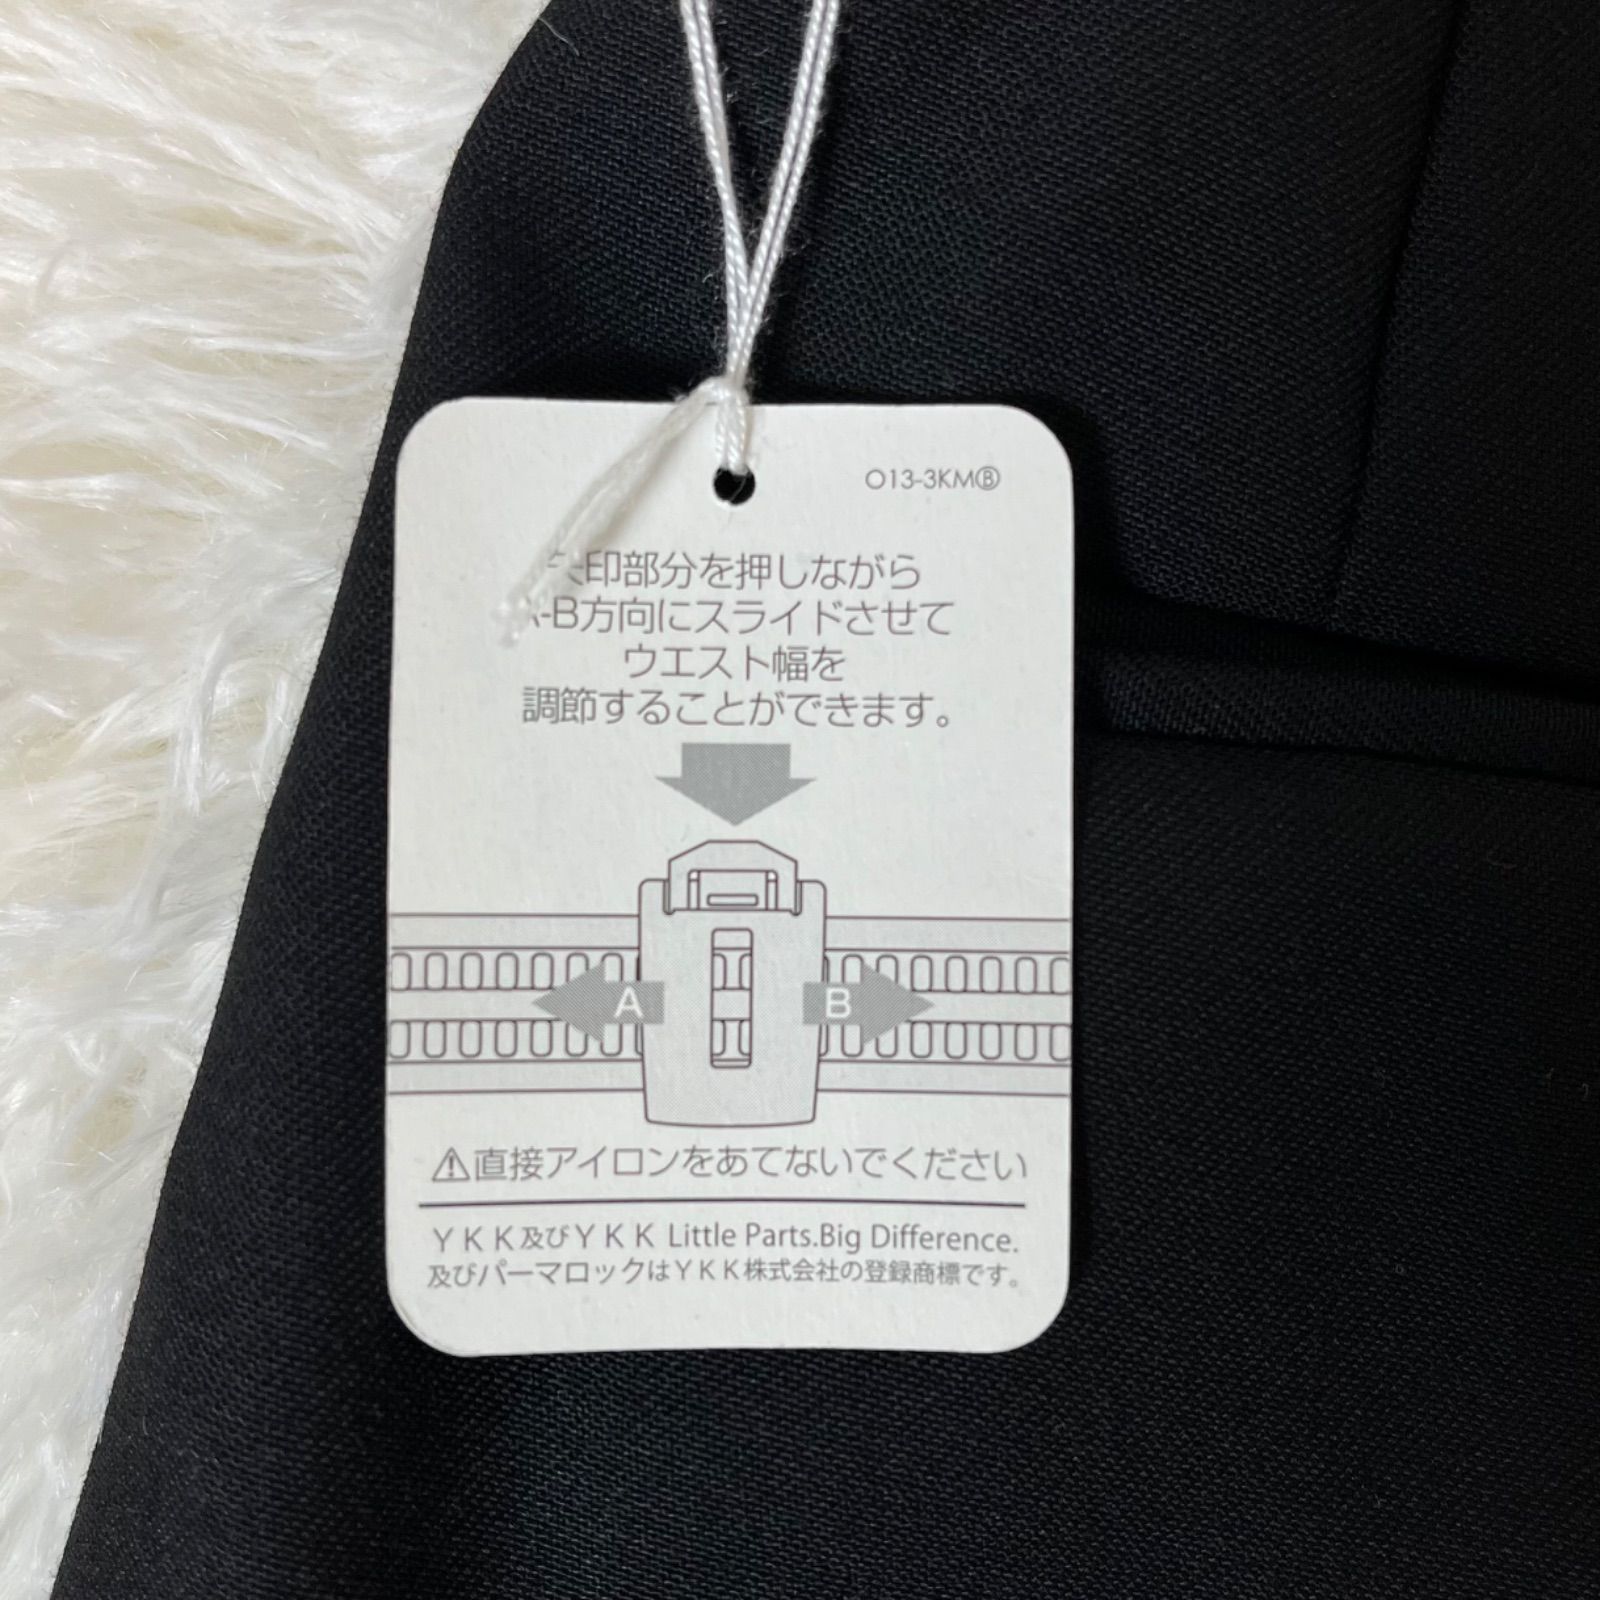 O13-3KMⒷ
矢印部分を押しながら
A-B方向にスライドさせて
ウエスト幅を
調節することができます。
A B
⚠直接アイロンをあてないでください
YKK及びYKK Little Parts.Big Difference.
及びパーマロックはYKK株式会社の登録商標です。